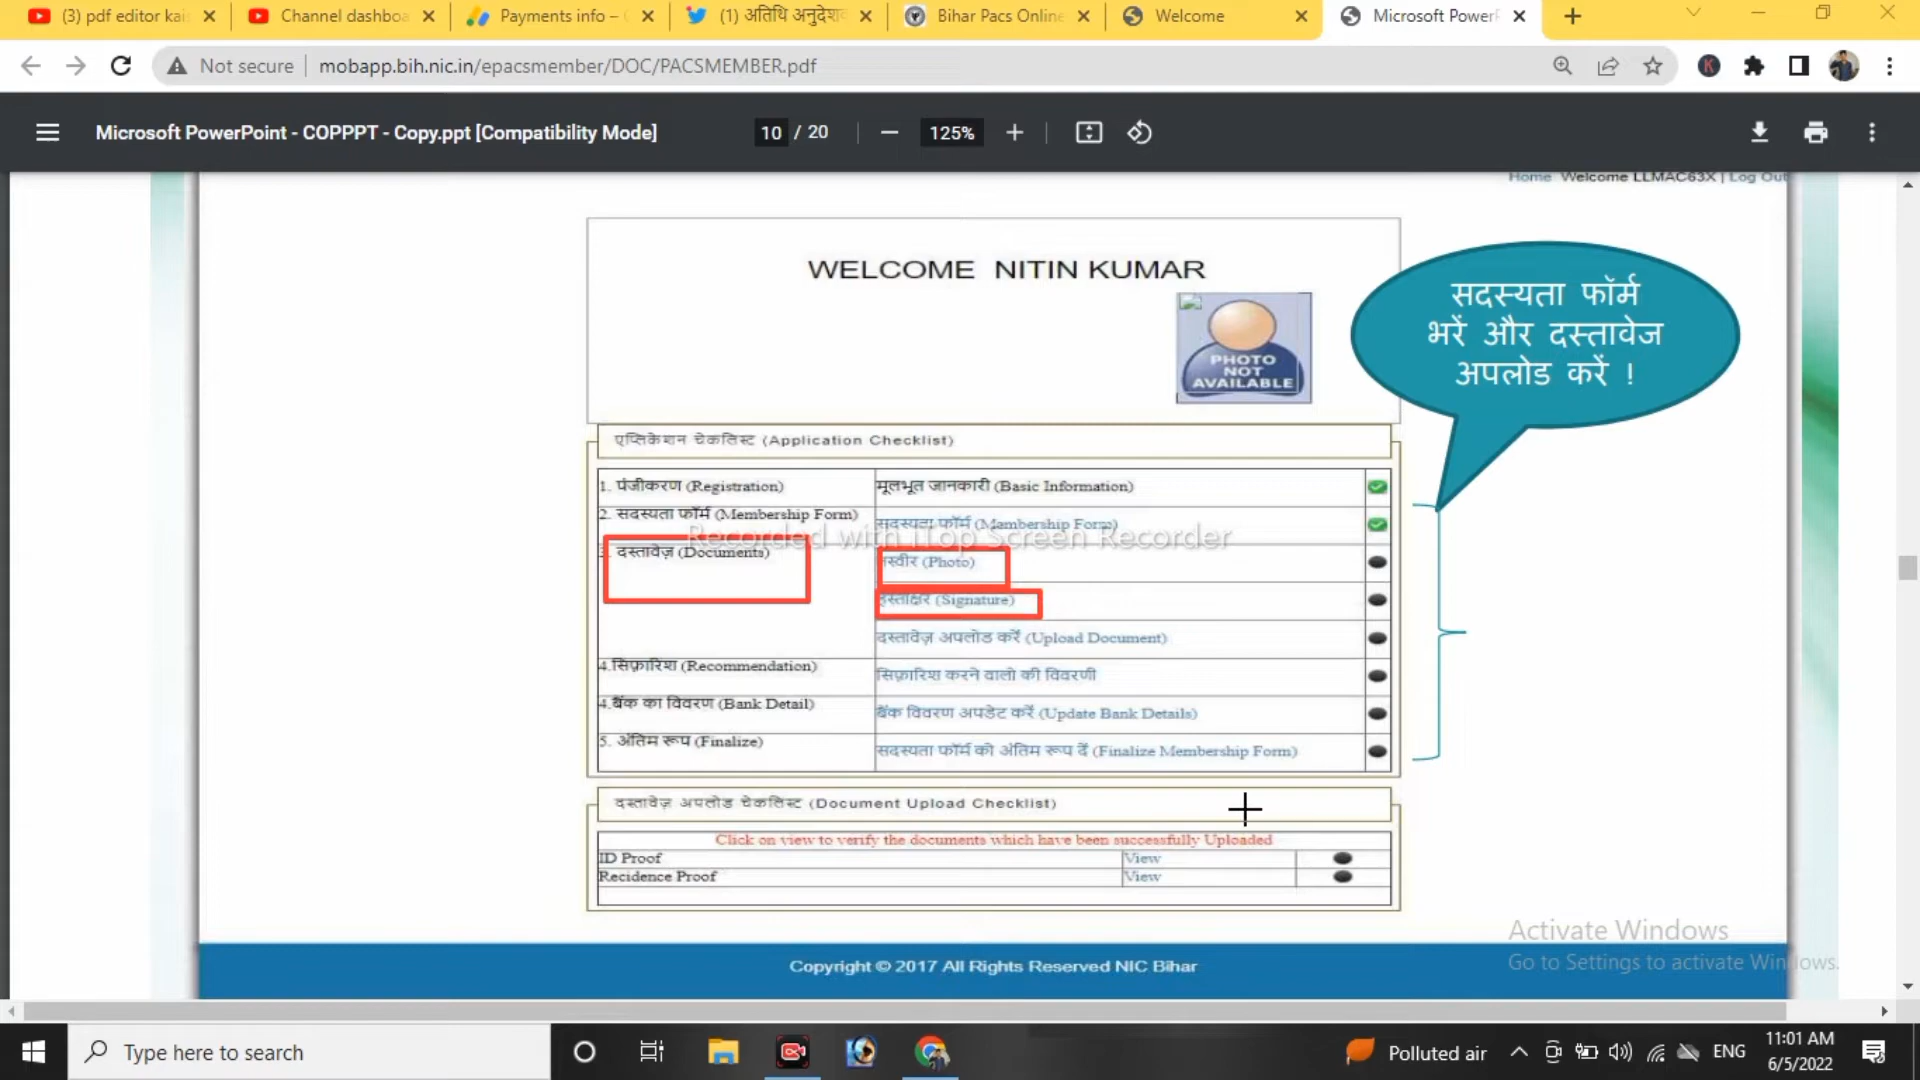 (3) pdf editor kai
Channel dashboa
Payments info –
(1) अतिथि अनुदेशक
Bihar Pacs Online
Welcome
Microsoft PowerP
Not secure
mobapp.bih.nic.in/epacsmember/DOC/PACSMEMBER.pdf
K
Microsoft PowerPoint - COPPPT - Copy.ppt [Compatibility Mode]
10 / 20
125%
Home Welcome LLMAC63X | Log Out
WELCOME NITIN KUMAR
PHOTO
NOT
AVAILABLE
सदस्यता फॉर्म
भरें और दस्तावेज
अपलोड करें !
एप्लिकेशन चेकलिस्ट (Application Checklist)
1. पंजीकरण (Registration) मूलभूत जानकारी (Basic Information)
2. सदस्यता फॉर्म (Membership Form) सदस्यता फॉर्म (Membership Form)
Recorded with iTop Screen Recorder
3. दस्तावेज़ (Documents) तस्वीर (Photo)
हस्ताक्षर (Signature)
दस्तावेज़ अपलोड करें (Upload Document)
4.सिफ़ारिश (Recommendation) सिफ़ारिश करने वालो की विवरणी
4.बैंक का विवरण (Bank Detail) बैंक विवरण अपडेट करें (Update Bank Details)
5. अंतिम रूप (Finalize) सदस्यता फॉर्म को अंतिम रूप दें (Finalize Membership Form)
दस्तावेज़ अपलोड चेकलिस्ट (Document Upload Checklist)
Click on view to verify the documents which have been successfully Uploaded
ID Proof View
Recidence Proof View
Activate Windows
Go to Settings to activate Windows.
Copyright © 2017 All Rights Reserved NIC Bihar
Type here to search
Polluted air
ENG
11:01 AM
6/5/2022